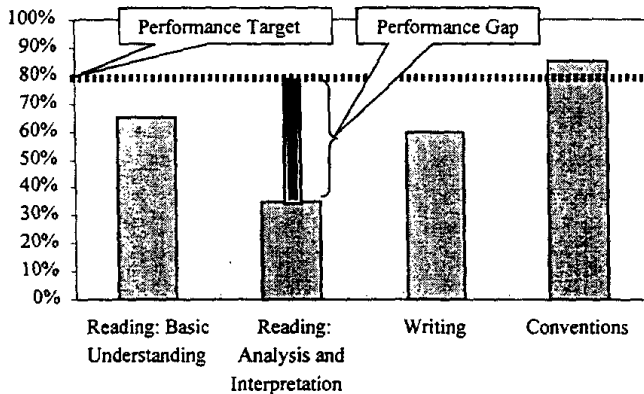 100%
Performance Target
Performance Gap
90%
80%
70%
60%
50%
40%
30%
20%
10%
0%
Reading: Basic
Understanding
Reading:
Analysis and
Interpretation
Writing
Conventions